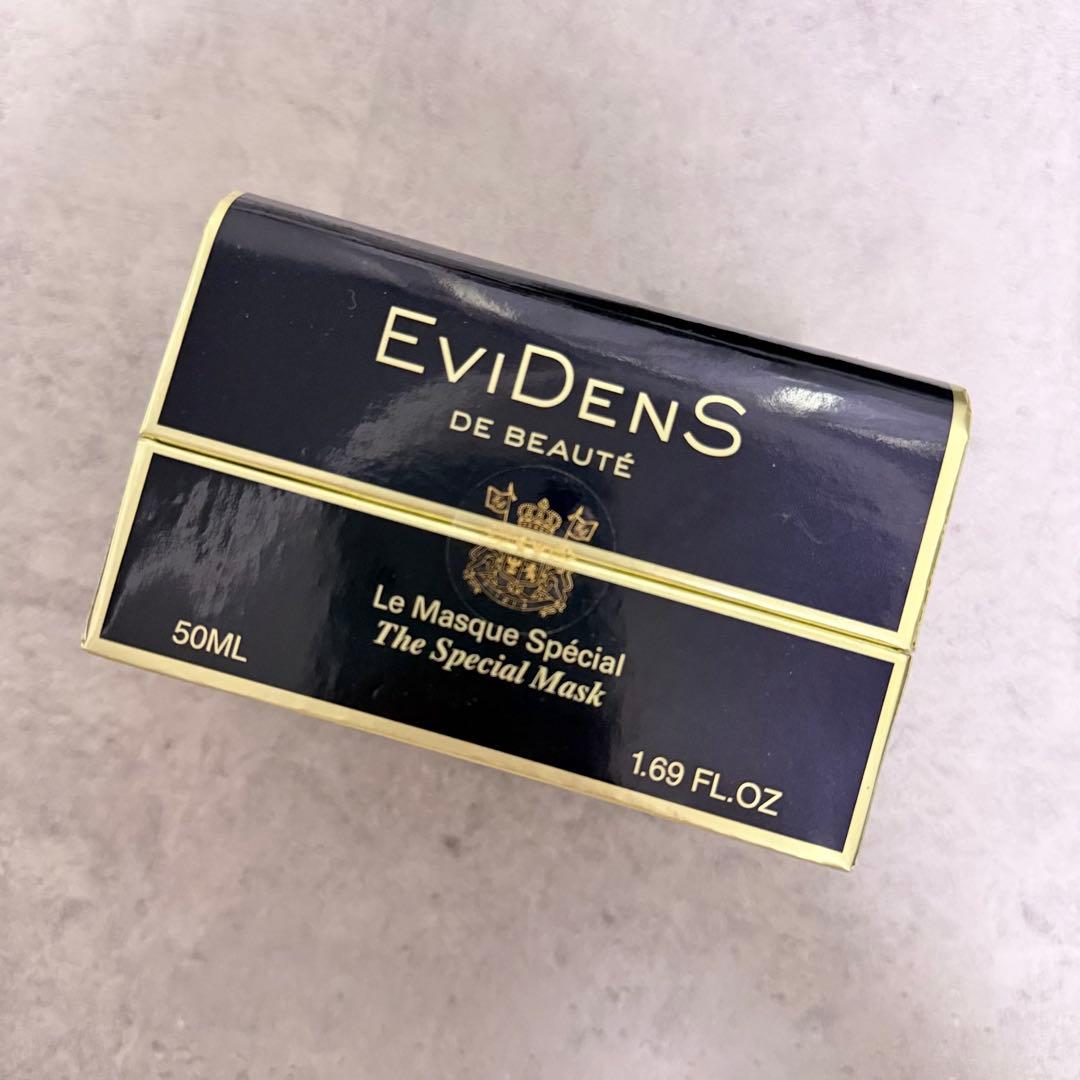 EviDenS
DE BEAUTÉ
Le Masque Spécial
The Special Mask
50ML
1.69 FL.OZ